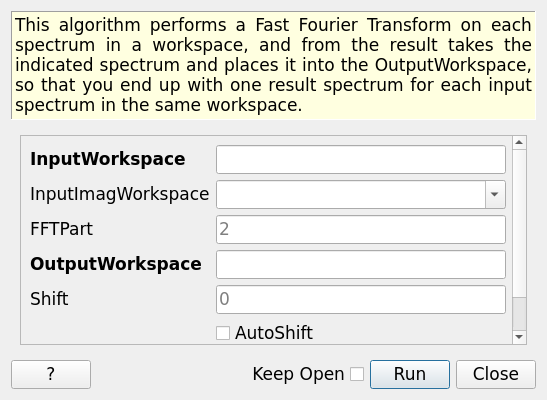 This algorithm performs a Fast Fourier Transform on each
spectrum in a workspace, and from the result takes the
indicated spectrum and places it into the OutputWorkspace,
so that you end up with one result spectrum for each input
spectrum in the same workspace.
InputWorkspace
InputImagWorkspace
FFTPart 2
OutputWorkspace
Shift 0
AutoShift
? Keep Open Run Close